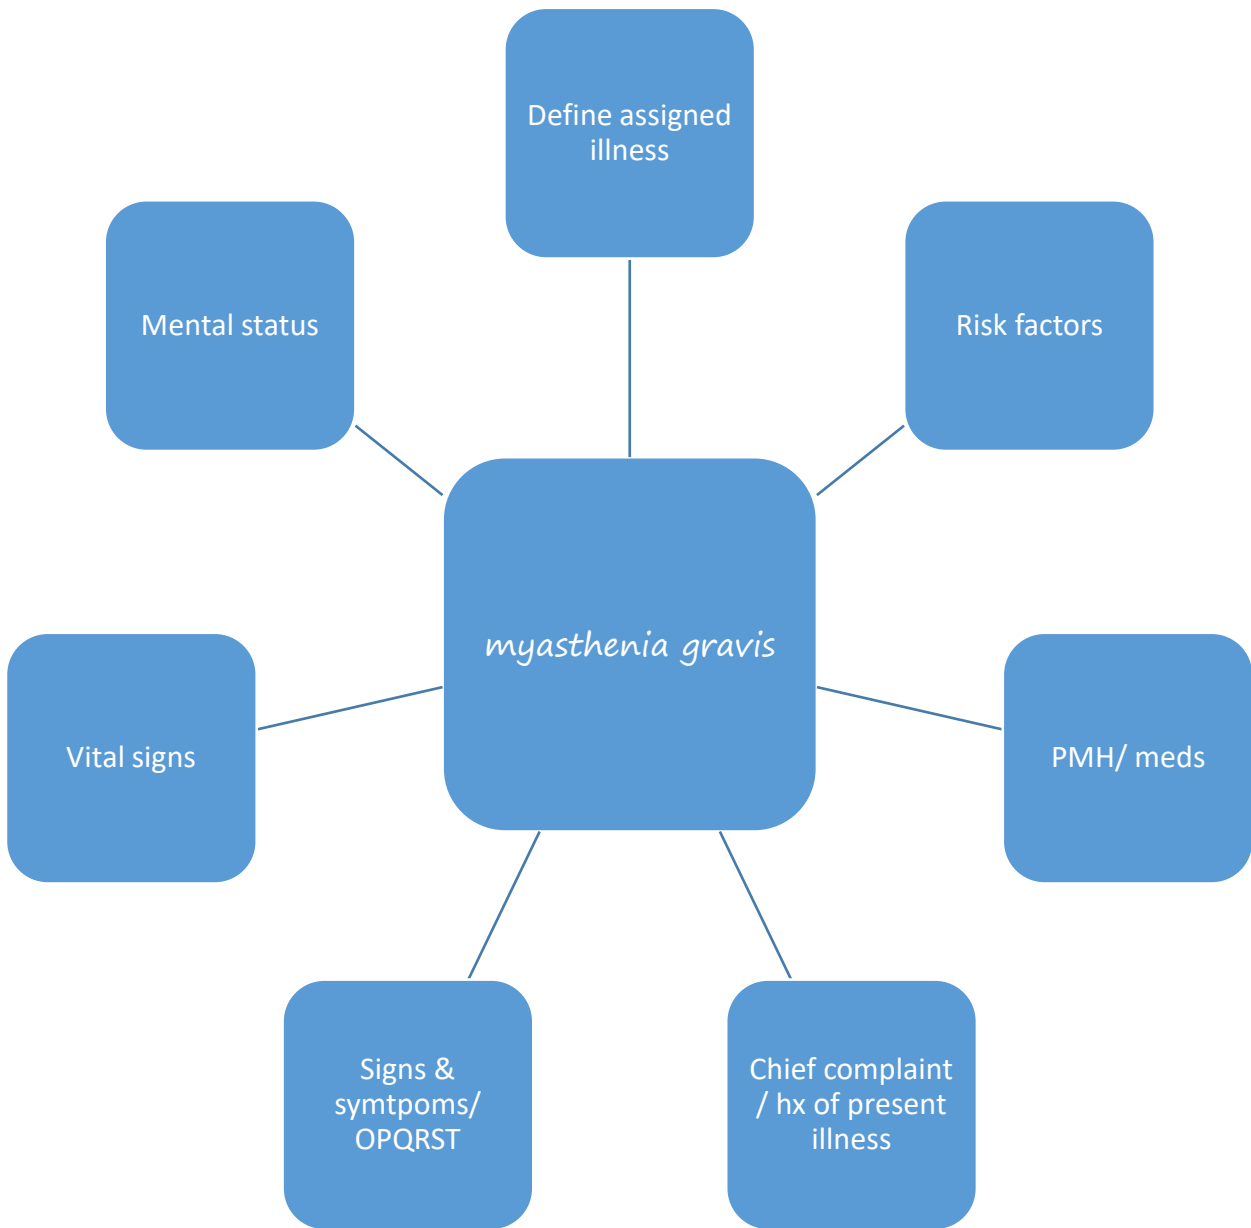 Define assigned
illness
Mental status
Risk factors
myasthenia gravis
Vital signs
PMH/ meds
Signs &
symtpoms/
OPQRST
Chief complaint
/ hx of present
illness